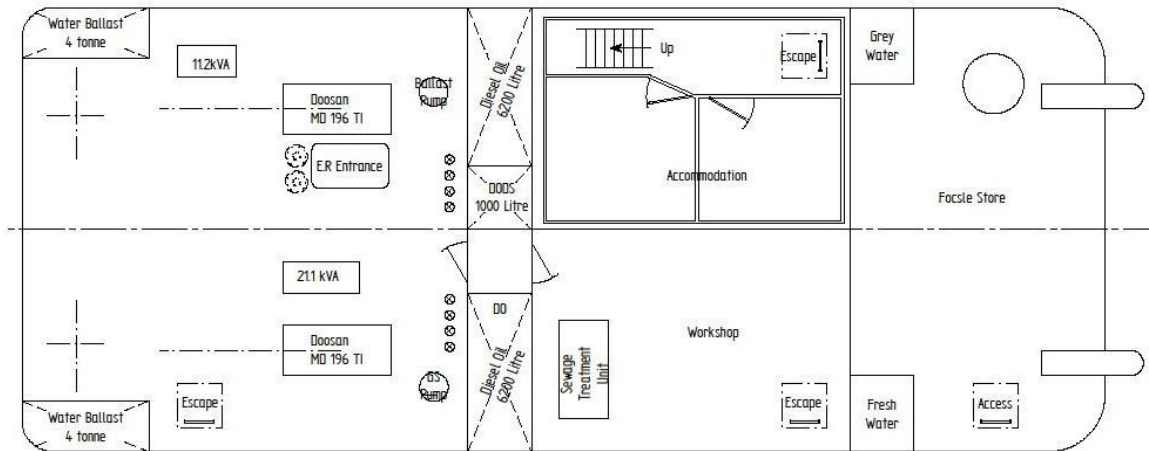 Water Ballast
4 tonne
11.2kVA
Doosan
MD 196 TI
Ballast
Pump
E.R Entrance
Diesel Oil
6200 Litre
DODS
1000 Litre
Up
Escape
Accommodation
Grey
Water
Focsle Store
21.1 kVA
Doosan
MD 196 TI
GS
Pump
Escape
Water Ballast
4 tonne
DO
Diesel Oil
6200 Litre
Sewage
Treatment
Unit
Workshop
Escape
Fresh
Water
Access